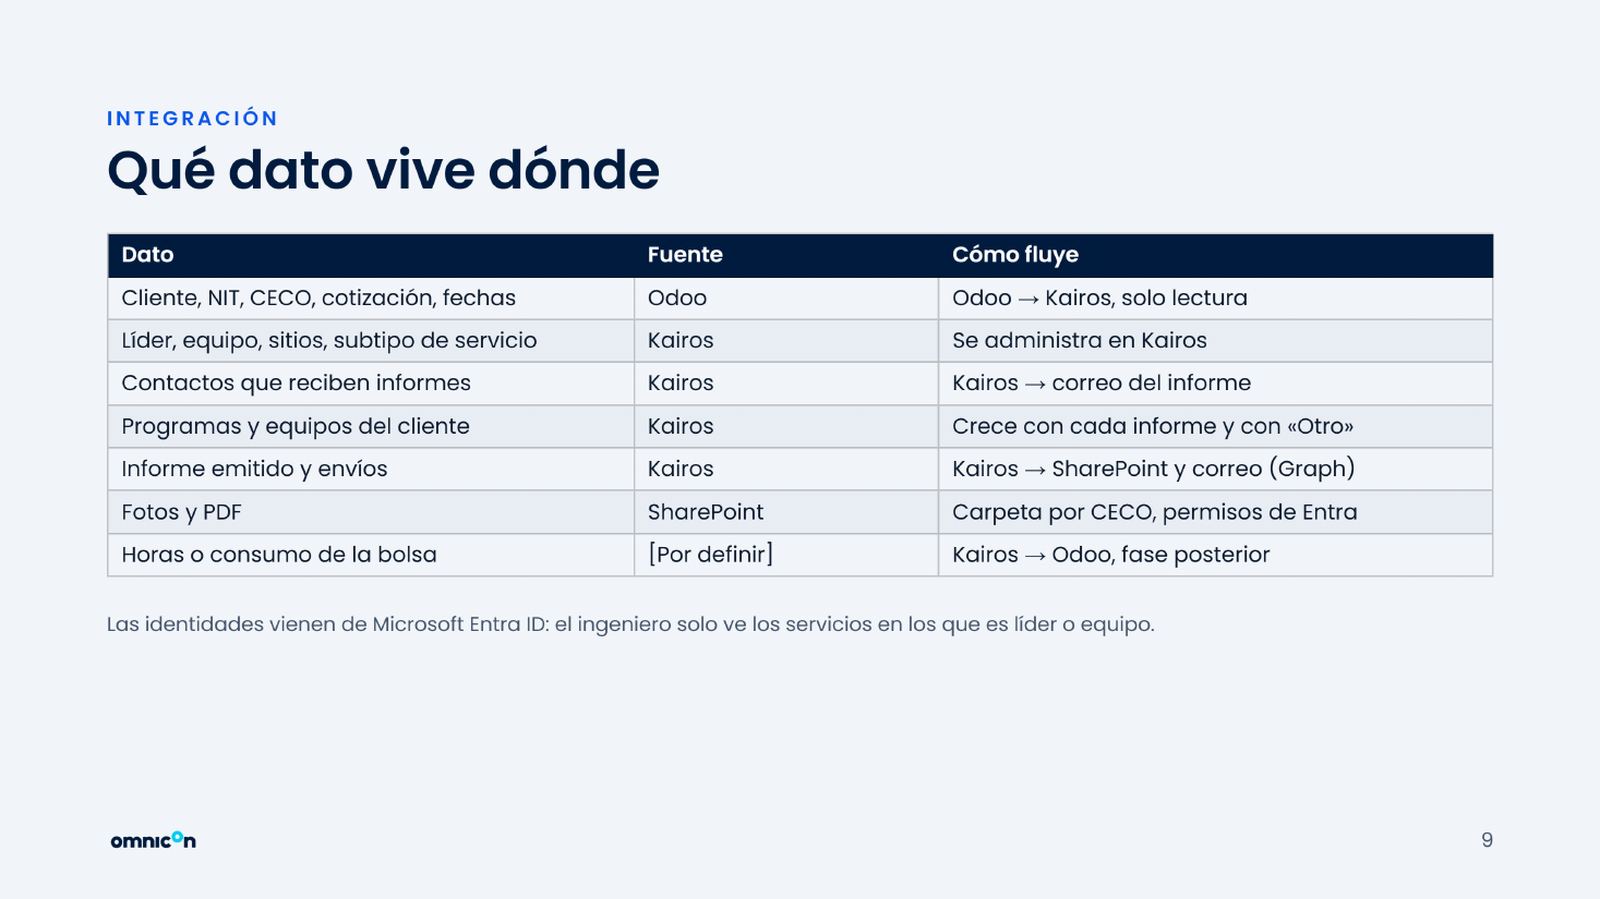 INTEGRACIÓN
Qué dato vive dónde
Dato Fuente Cómo fluye
Cliente, NIT, CECO, cotización, fechas Odoo Odoo → Kairos, solo lectura
Líder, equipo, sitios, subtipo de servicio Kairos Se administra en Kairos
Contactos que reciben informes Kairos Kairos → correo del informe
Programas y equipos del cliente Kairos Crece con cada informe y con «Otro»
Informe emitido y envíos Kairos Kairos → SharePoint y correo (Graph)
Fotos y PDF SharePoint Carpeta por CECO, permisos de Entra
Horas o consumo de la bolsa [Por definir] Kairos → Odoo, fase posterior
Las identidades vienen de Microsoft Entra ID: el ingeniero solo ve los servicios en los que es líder o equipo.
omnicon 9